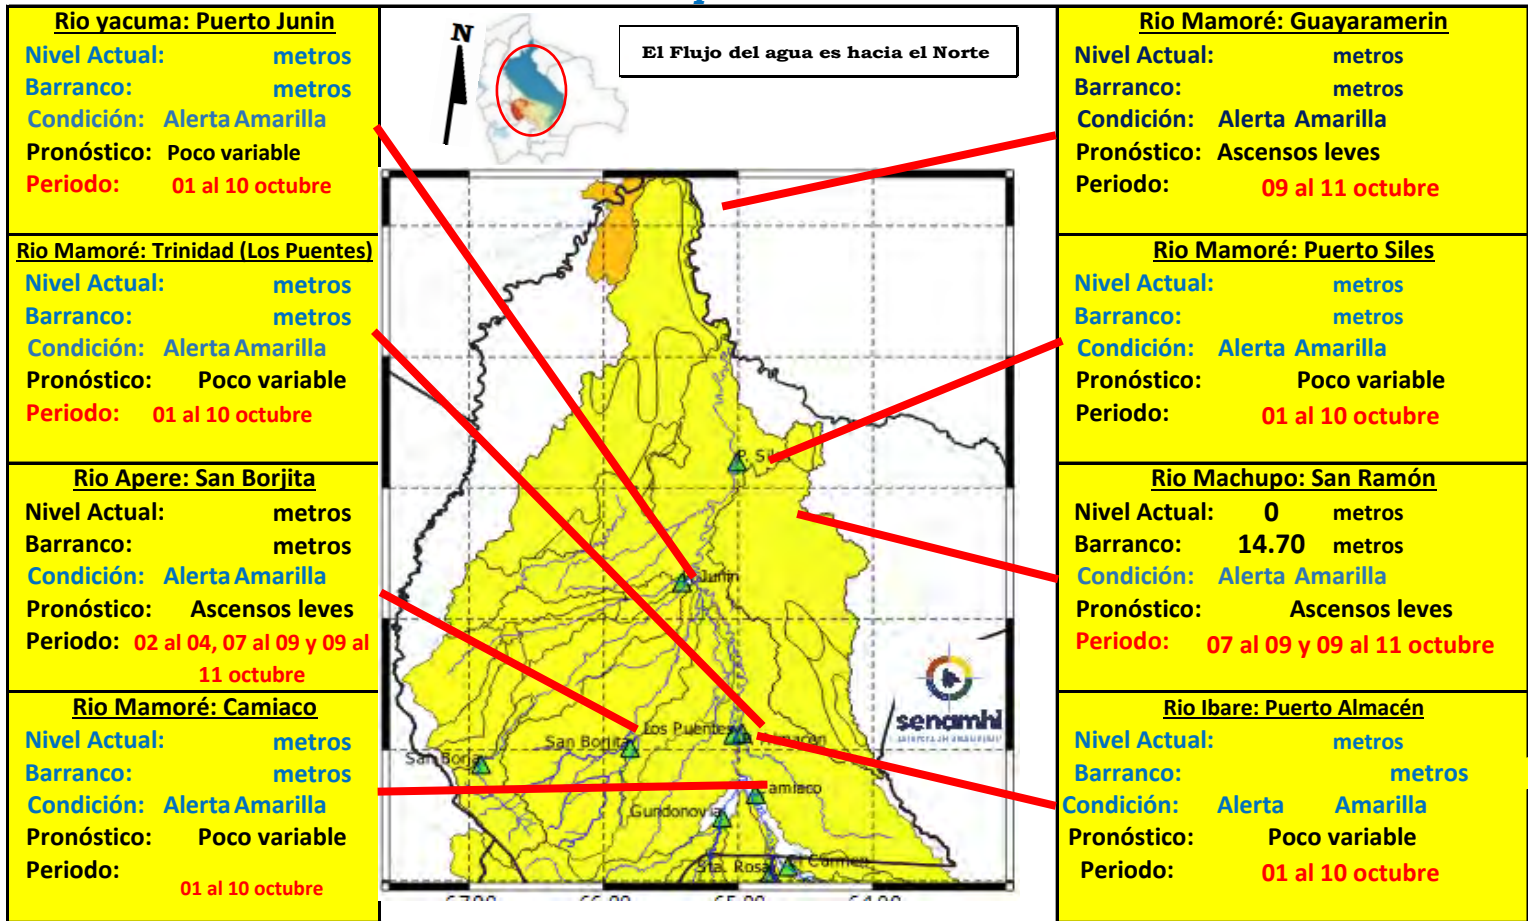 Rio yacuma: Puerto Junin
Nivel Actual: metros
Barranco: metros
Condición: Alerta Amarilla
Pronóstico: Poco variable
Periodo: 01 al 10 octubre
Rio Mamoré: Trinidad (Los Puentes)
Nivel Actual: metros
Barranco: metros
Condición: Alerta Amarilla
Pronóstico: Poco variable
Periodo: 01 al 10 octubre
Rio Apere: San Borjita
Nivel Actual: metros
Barranco: metros
Condición: Alerta Amarilla
Pronóstico: Ascensos leves
Periodo: 02 al 04, 07 al 09 y 09 al
11 octubre
Rio Mamoré: Camiaco
Nivel Actual: metros
Barranco: metros
Condición: Alerta Amarilla
Pronóstico: Poco variable
Periodo:
01 al 10 octubre
N
El Flujo del agua es hacia el Norte
P. Siles
Junin
Los Puentes
P. Almacén
San Borjita
San Borja
Camiaco
Gundonovia
Sta. Rosa
El Carmen
senamhi
Rio Mamoré: Guayaramerin
Nivel Actual: metros
Barranco: metros
Condición: Alerta Amarilla
Pronóstico: Ascensos leves
Periodo: 09 al 11 octubre
Rio Mamoré: Puerto Siles
Nivel Actual: metros
Barranco: metros
Condición: Alerta Amarilla
Pronóstico: Poco variable
Periodo: 01 al 10 octubre
Rio Machupo: San Ramón
Nivel Actual: 0 metros
Barranco: 14.70 metros
Condición: Alerta Amarilla
Pronóstico: Ascensos leves
Periodo: 07 al 09 y 09 al 11 octubre
Rio Ibare: Puerto Almacén
Nivel Actual: metros
Barranco: metros
Condición: Alerta Amarilla
Pronóstico: Poco variable
Periodo: 01 al 10 octubre